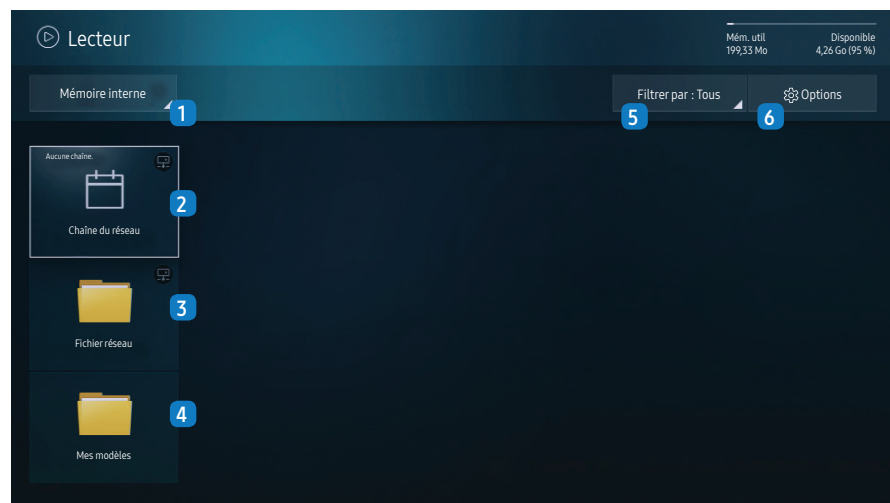 Lecteur
Mém. util
199,33 Mo
Disponible
4,26 Go (95 %)
Mémoire interne
1
Filtrer par : Tous
5
Options
6
Aucune chaîne.
2
Chaîne du réseau
3
Fichier réseau
4
Mes modèles